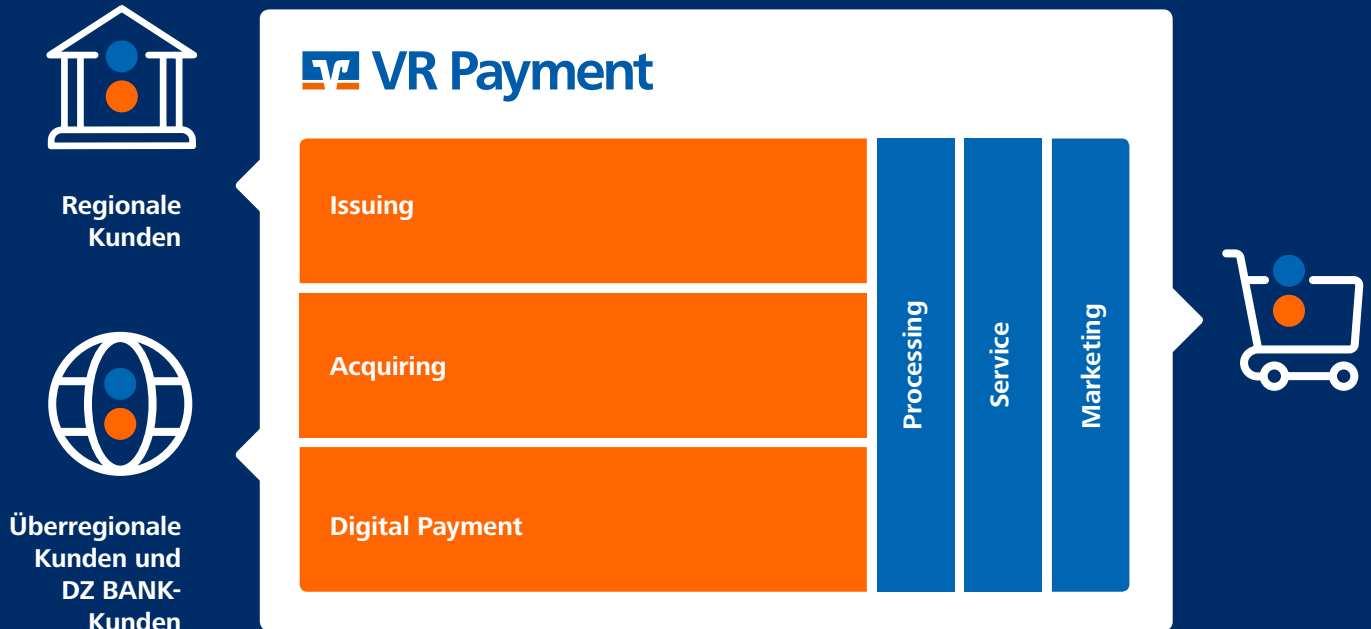 VR Payment
Regionale
Kunden
Issuing
Acquiring
Digital Payment
Processing
Service
Marketing
Überregionale
Kunden und
DZ BANK-
Kunden